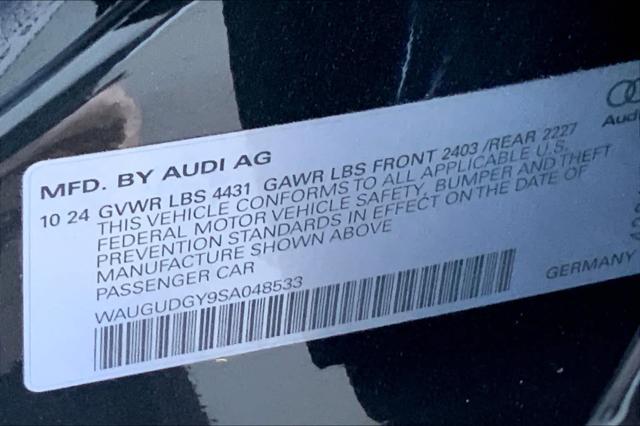 MFD. BY AUDI AG
10 24 GVWR LBS 4431 GAWR LBS FRONT 2403 /REAR 2227
THIS VEHICLE CONFORMS TO ALL APPLICABLE U.S.
FEDERAL MOTOR VEHICLE SAFETY, BUMPER AND THEFT
PREVENTION STANDARDS IN EFFECT ON THE DATE OF
MANUFACTURE SHOWN ABOVE
PASSENGER CAR
WAUGUDGY9SA048533
Audi
GERMANY